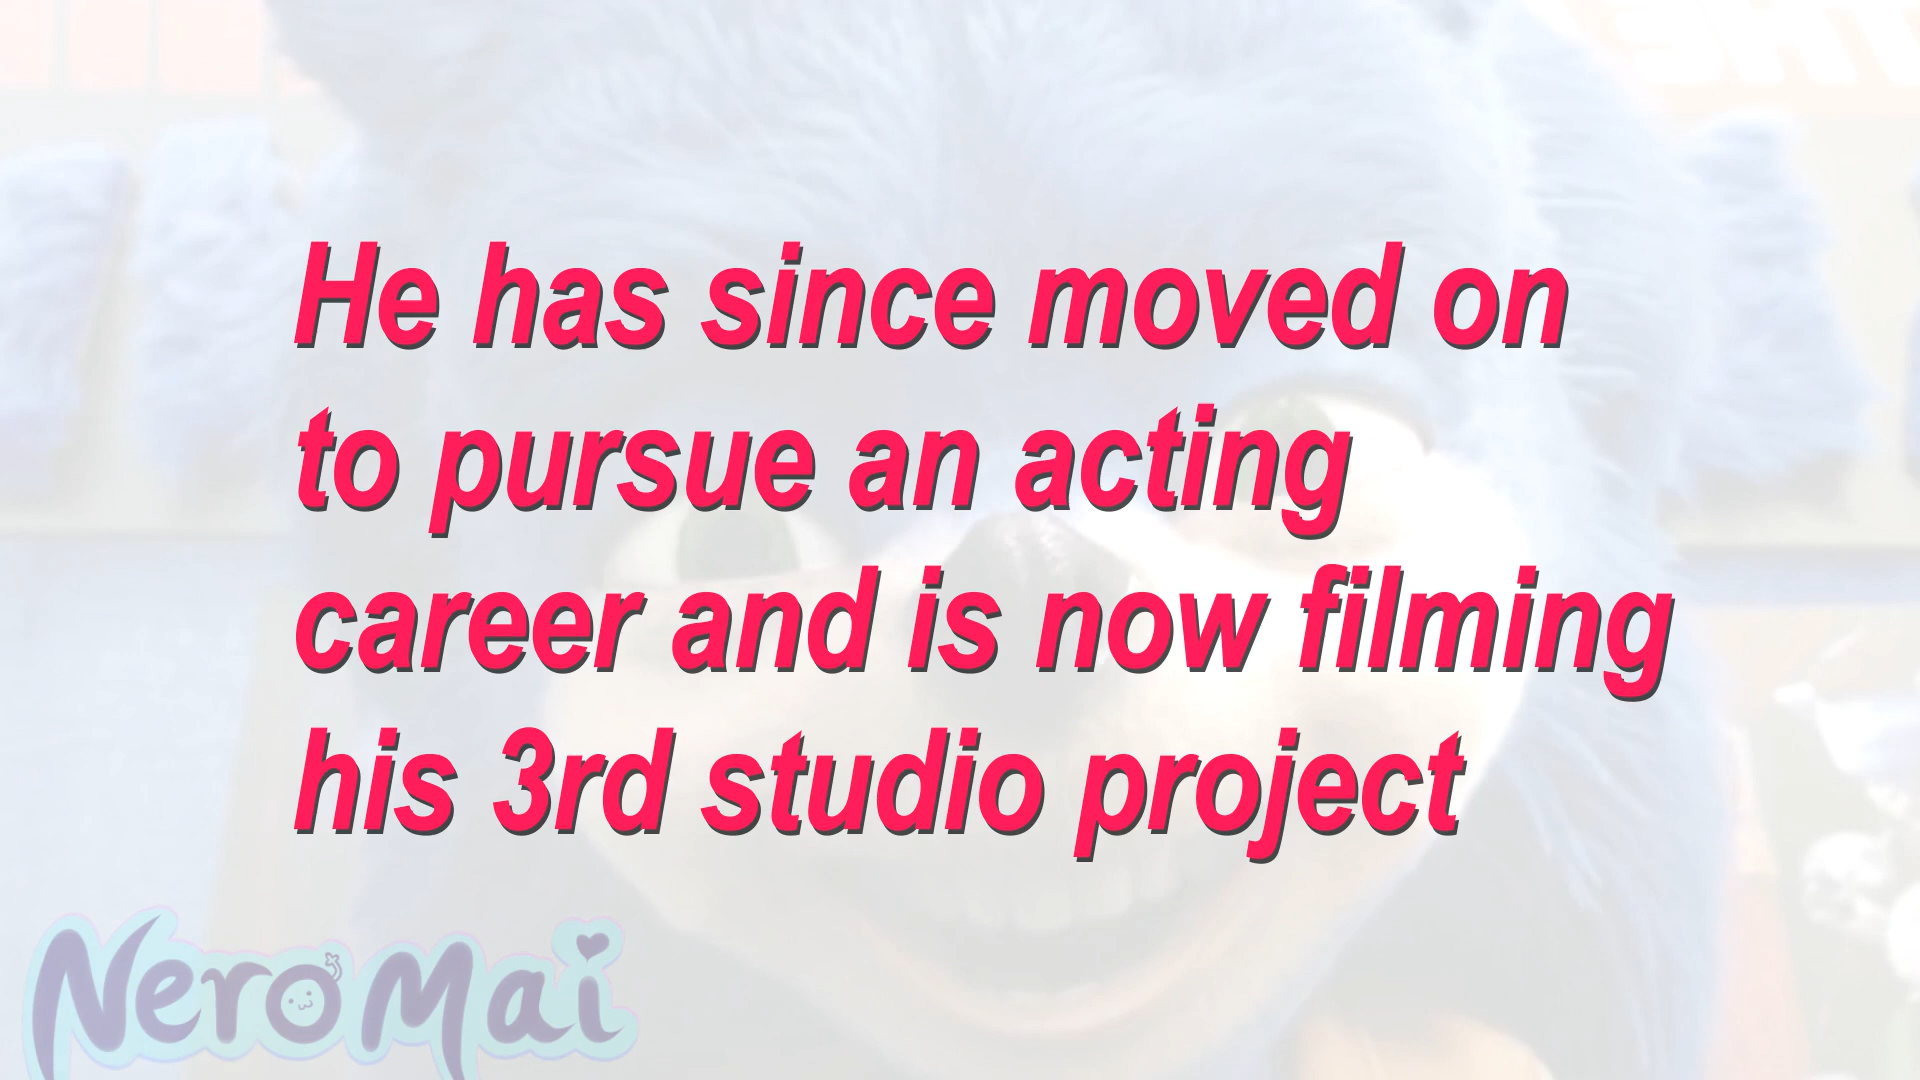 He has since moved on
to pursue an acting
career and is now filming
his 3rd studio project
NeroMai